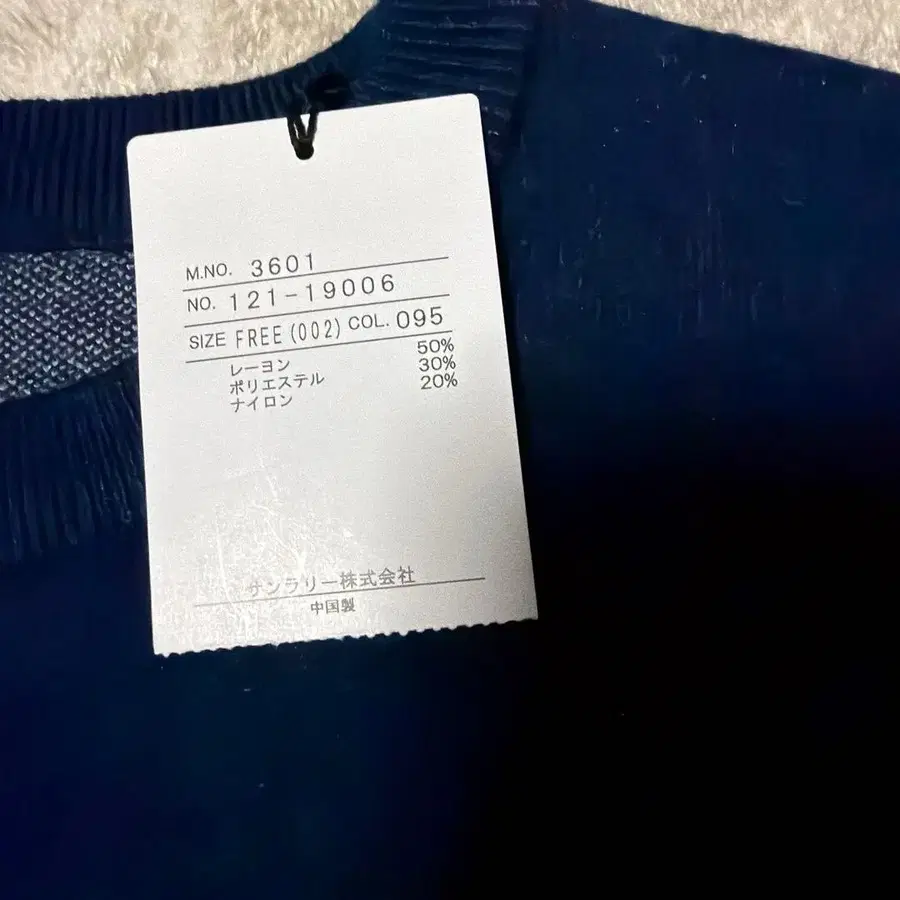 M.NO. 3601
NO. 121-19006
SIZE FREE(002) COL. 095
レーヨン 50%
ポリエステル 30%
ナイロン 20%
サンラリー株式会社
中国製